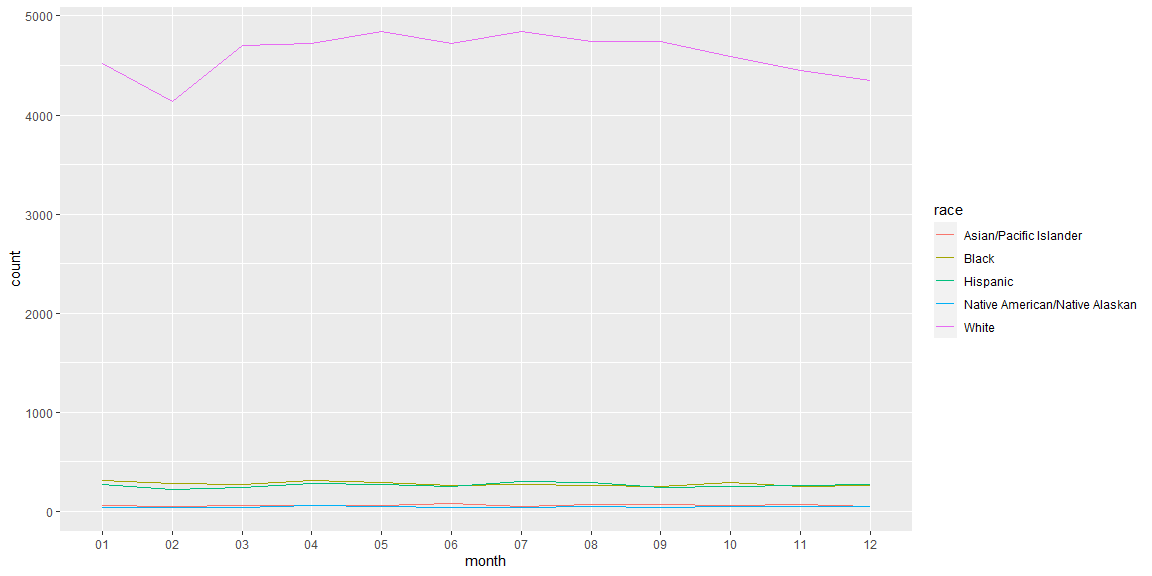 5000
4000
3000
2000
1000
0
count
01 02 03 04 05 06 07 08 09 10 11 12
month
race
Asian/Pacific Islander
Black
Hispanic
Native American/Native Alaskan
White